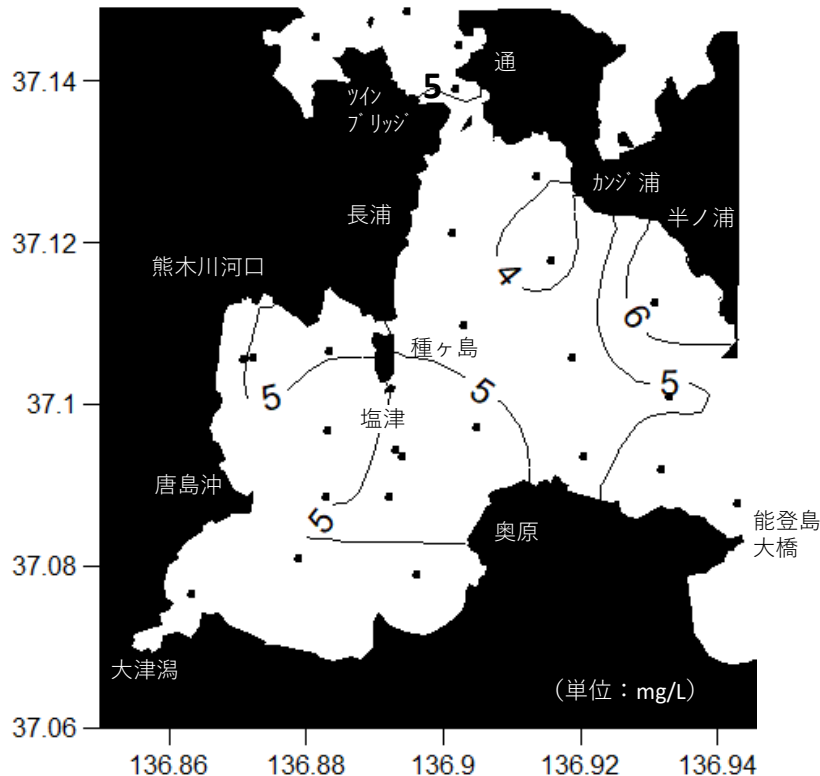 通
5
37.14
ﾂｲﾝ
ﾌﾞﾘｯｼﾞ
ｶﾝｼﾞ浦
長浦
半ノ浦
37.12
熊木川河口
4
6
種ヶ島
5
5
5
37.1
塩津
唐島沖
5
奥原
能登島
大橋
37.08
大津潟
（単位：mg/L）
37.06
136.86
136.88
136.9
136.92
136.94